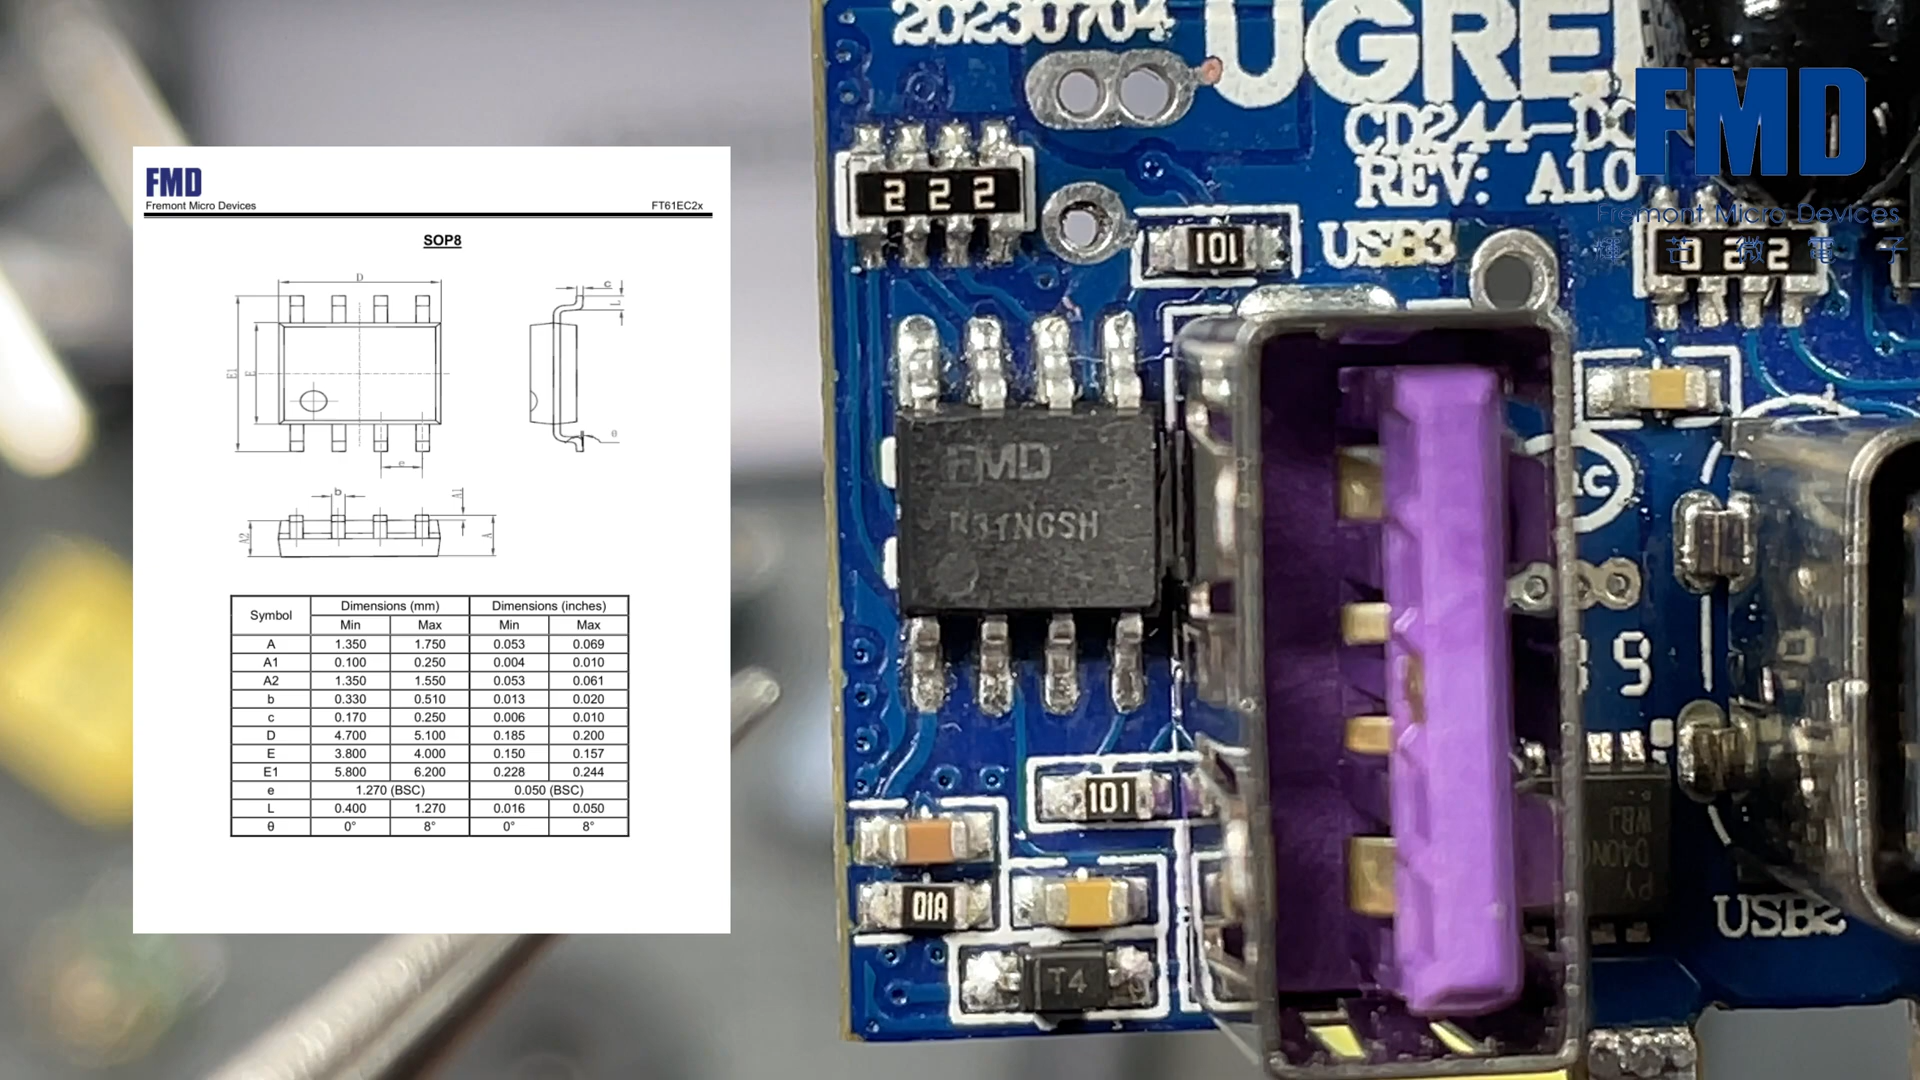 FMD
Fremont Micro Devices
FT61EC2x
SOP8
D
c
L
E1
E
θ
e
b
A1
A2
A
Symbol Dimensions (mm) Dimensions (inches)
Min Max Min Max
A 1.350 1.750 0.053 0.069
A1 0.100 0.250 0.004 0.010
A2 1.350 1.550 0.053 0.061
b 0.330 0.510 0.013 0.020
c 0.170 0.250 0.006 0.010
D 4.700 5.100 0.185 0.200
E 3.800 4.000 0.150 0.157
E1 5.800 6.200 0.228 0.244
e 1.270 (BSC) 0.050 (BSC)
L 0.400 1.270 0.016 0.050
θ 0° 8° 0° 8°
20230704
UGRE
CD244-D
REV: A1.0
FMD
Fremont Micro Devices
輝芒微電子
222
101
USB3
22
FMD
101
01A
T4
9
WBJ
PY
USB2